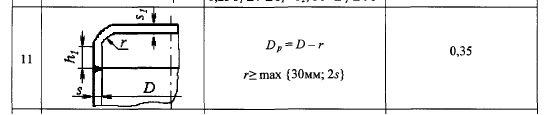 11
s₁
r
h₁
s
D
Dₚ = D – r
r ≥ max {30мм; 2s}
0,35